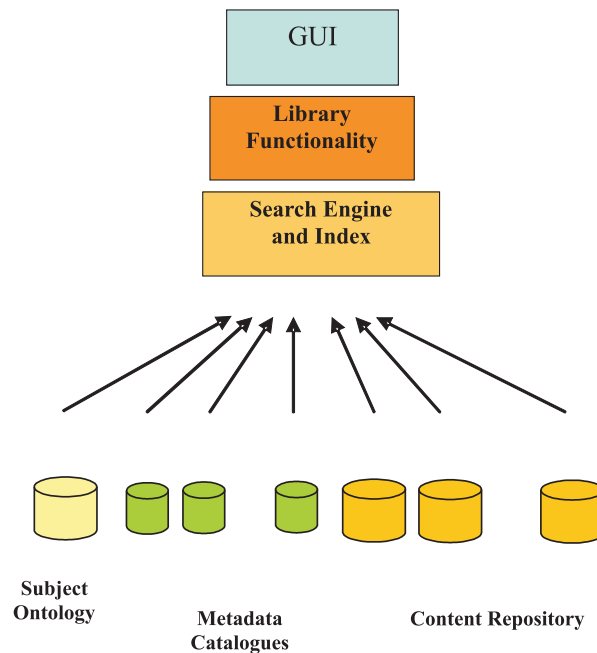 GUI
Library
Functionality
Search Engine
and Index
Subject
Ontology
Metadata
Catalogues
Content Repository